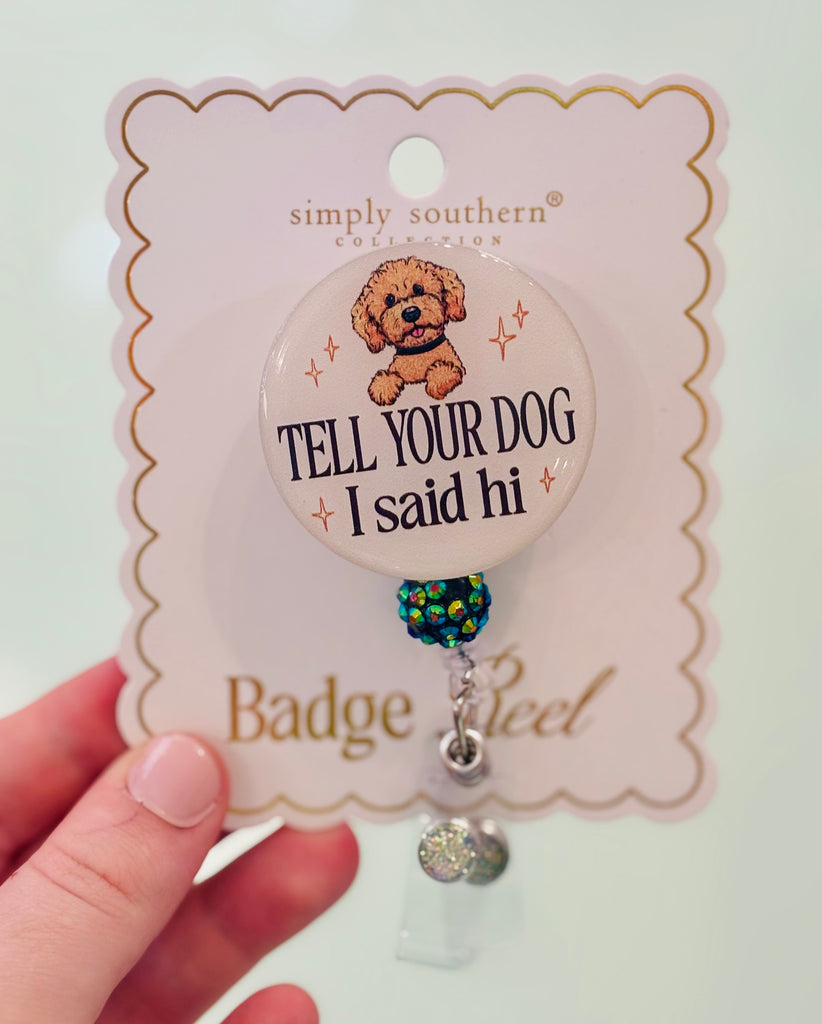 simply southern®
COLLECTION
TELL YOUR DOG
I said hi
Badge Reel